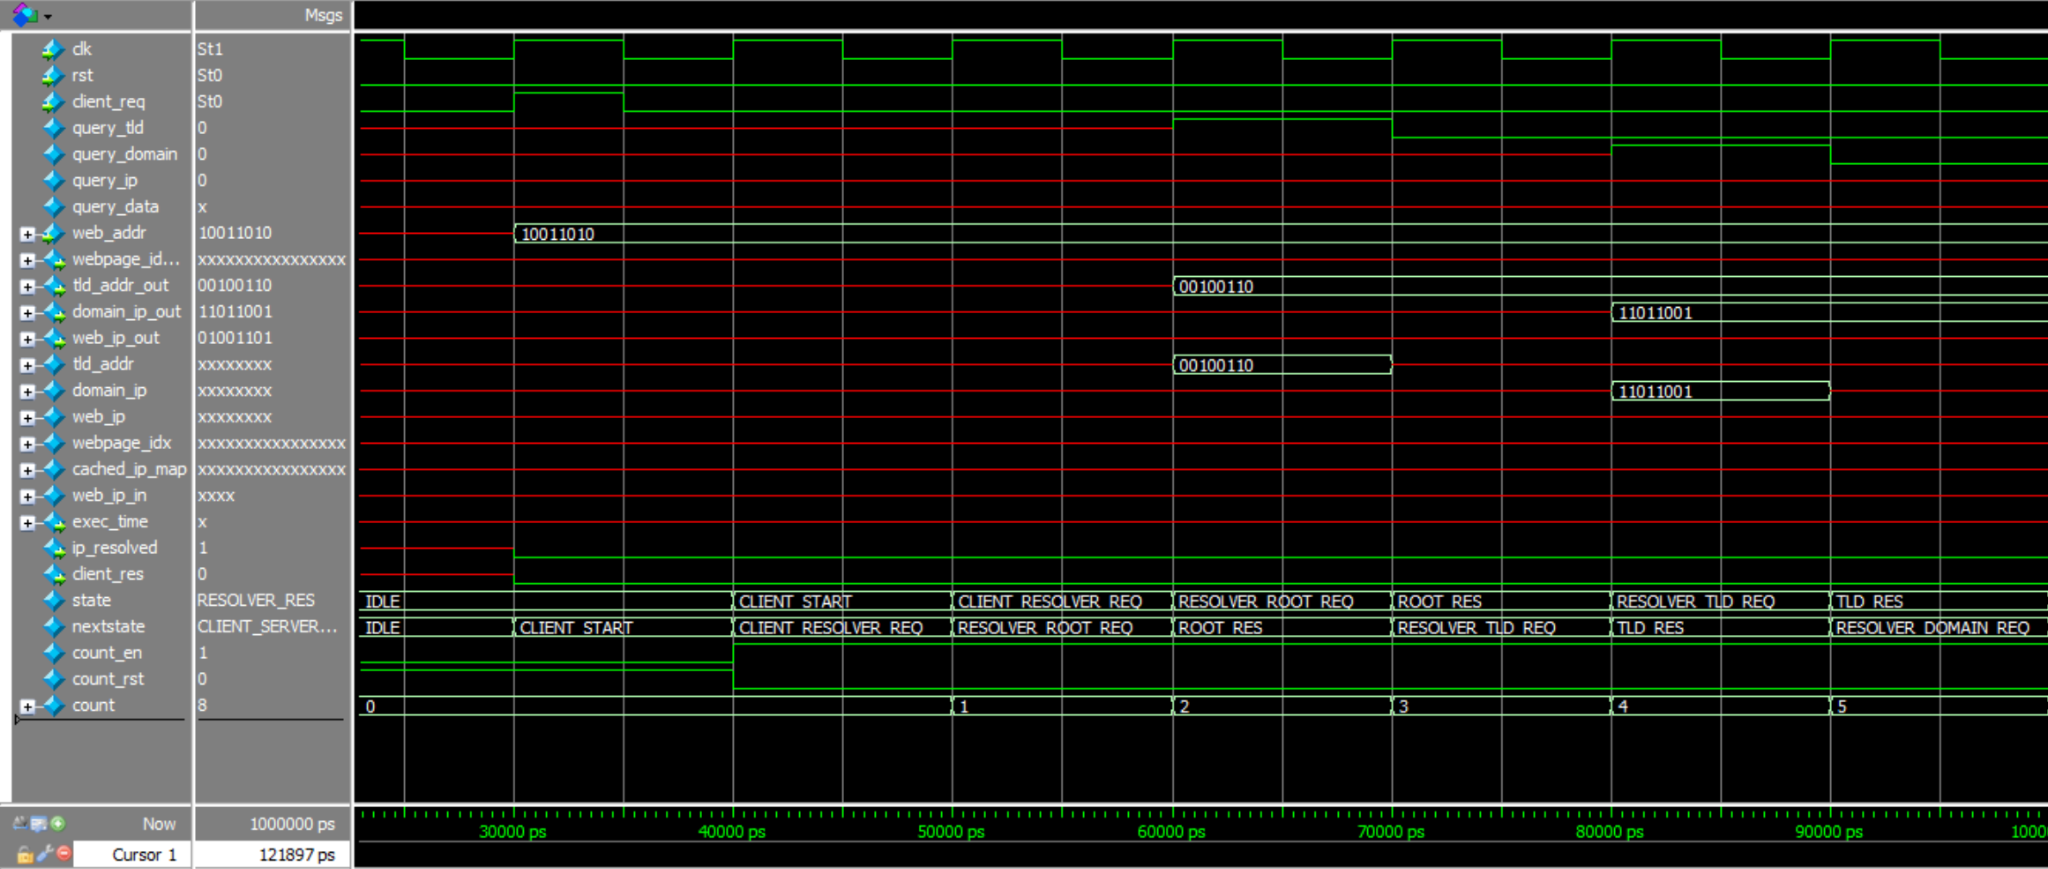 Msgs
clk St1
rst St0
client_req St0
query_tld 0
query_domain 0
query_ip 0
query_data x
web_addr 10011010 10011010
webpage_id... xxxxxxxxxxxxxxxx
tld_addr_out 00100110 00100110
domain_ip_out 11011001 11011001
web_ip_out 01001101
tld_addr xxxxxxxx 00100110
domain_ip xxxxxxxx 11011001
web_ip xxxxxxxx
webpage_idx xxxxxxxxxxxxxxxx
cached_ip_map xxxxxxxxxxxxxxxx
web_ip_in xxxx
exec_time x
ip_resolved 1
client_res 0
state RESOLVER_RES IDLE CLIENT_START CLIENT_RESOLVER_REQ RESOLVER_ROOT_REQ ROOT_RES RESOLVER_TLD_REQ TLD_RES
nextstate CLIENT_SERVER... IDLE CLIENT_START CLIENT_RESOLVER_REQ RESOLVER_ROOT_REQ ROOT_RES RESOLVER_TLD_REQ TLD_RES RESOLVER_DOMAIN_REQ
count_en 1
count_rst 0
count 8 0 1 2 3 4 5
Now 1000000 ps 30000 ps 40000 ps 50000 ps 60000 ps 70000 ps 80000 ps 90000 ps 1000
Cursor 1 121897 ps